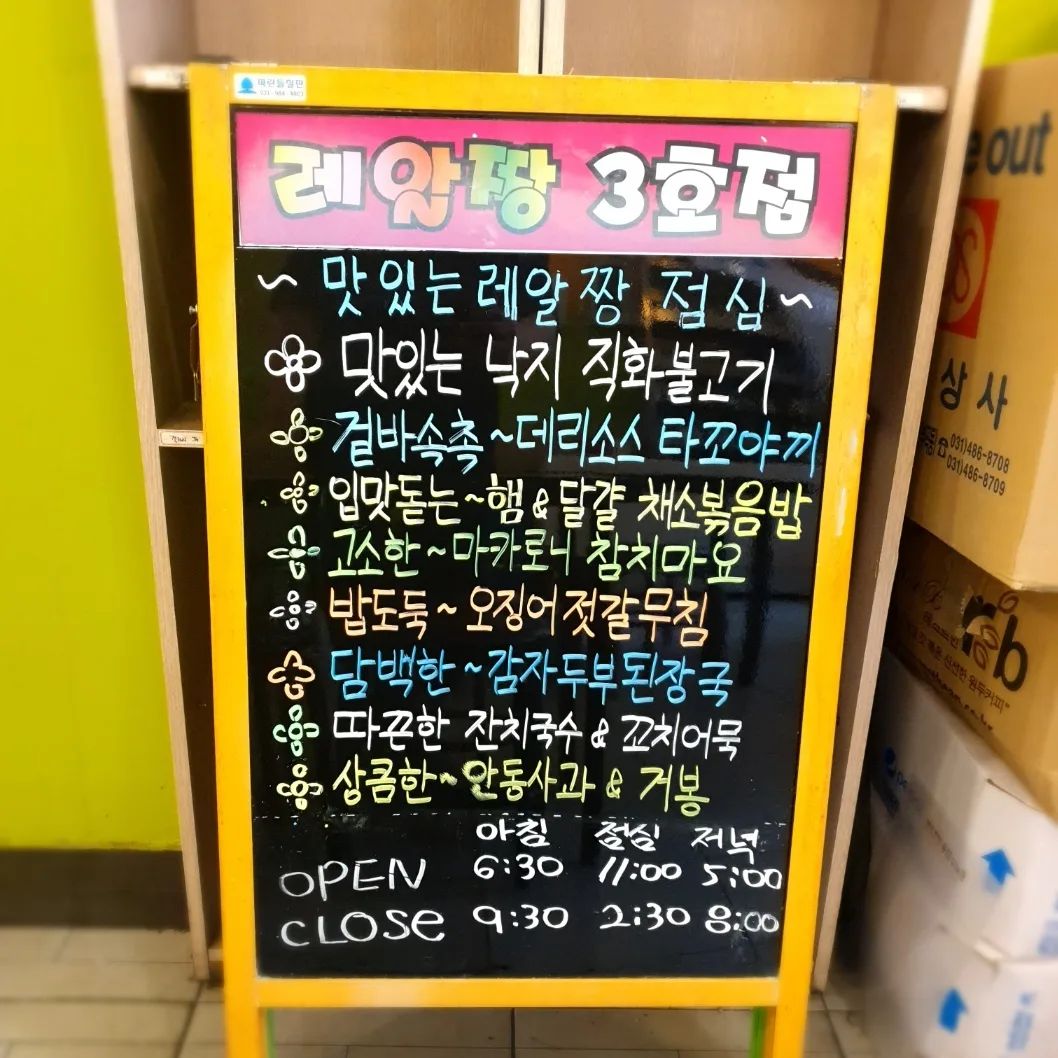 레알짱 3호점
~ 맛있는 레알짱 점심 ~
맛있는 낙지 직화불고기
겉바속촉 ~ 데리소스 타꼬야끼
입맛돋는 ~ 햄 & 달걀 채소볶음밥
고소한 ~ 마카로니 참치마요
밥도둑 ~ 오징어젓갈무침
담백한 ~ 감자두부된장국
따끈한 잔치국수 & 꼬치어묵
상큼한 ~ 안동사과 & 거봉
아침 점심 저녁
OPEN 6:30 11:00 5:00
CLOSE 9:30 2:30 8:00
out
상사
031)486-8708
031)486-8709